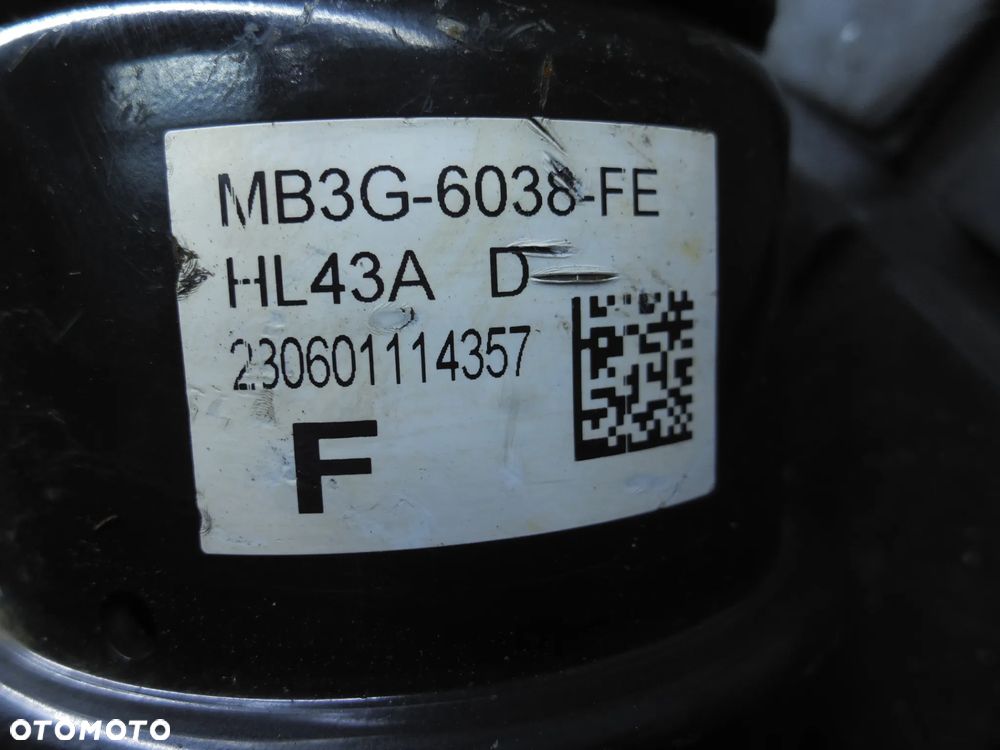 MB3G-6038-FE
HL43A D
230601114357
F
OTOMOTO